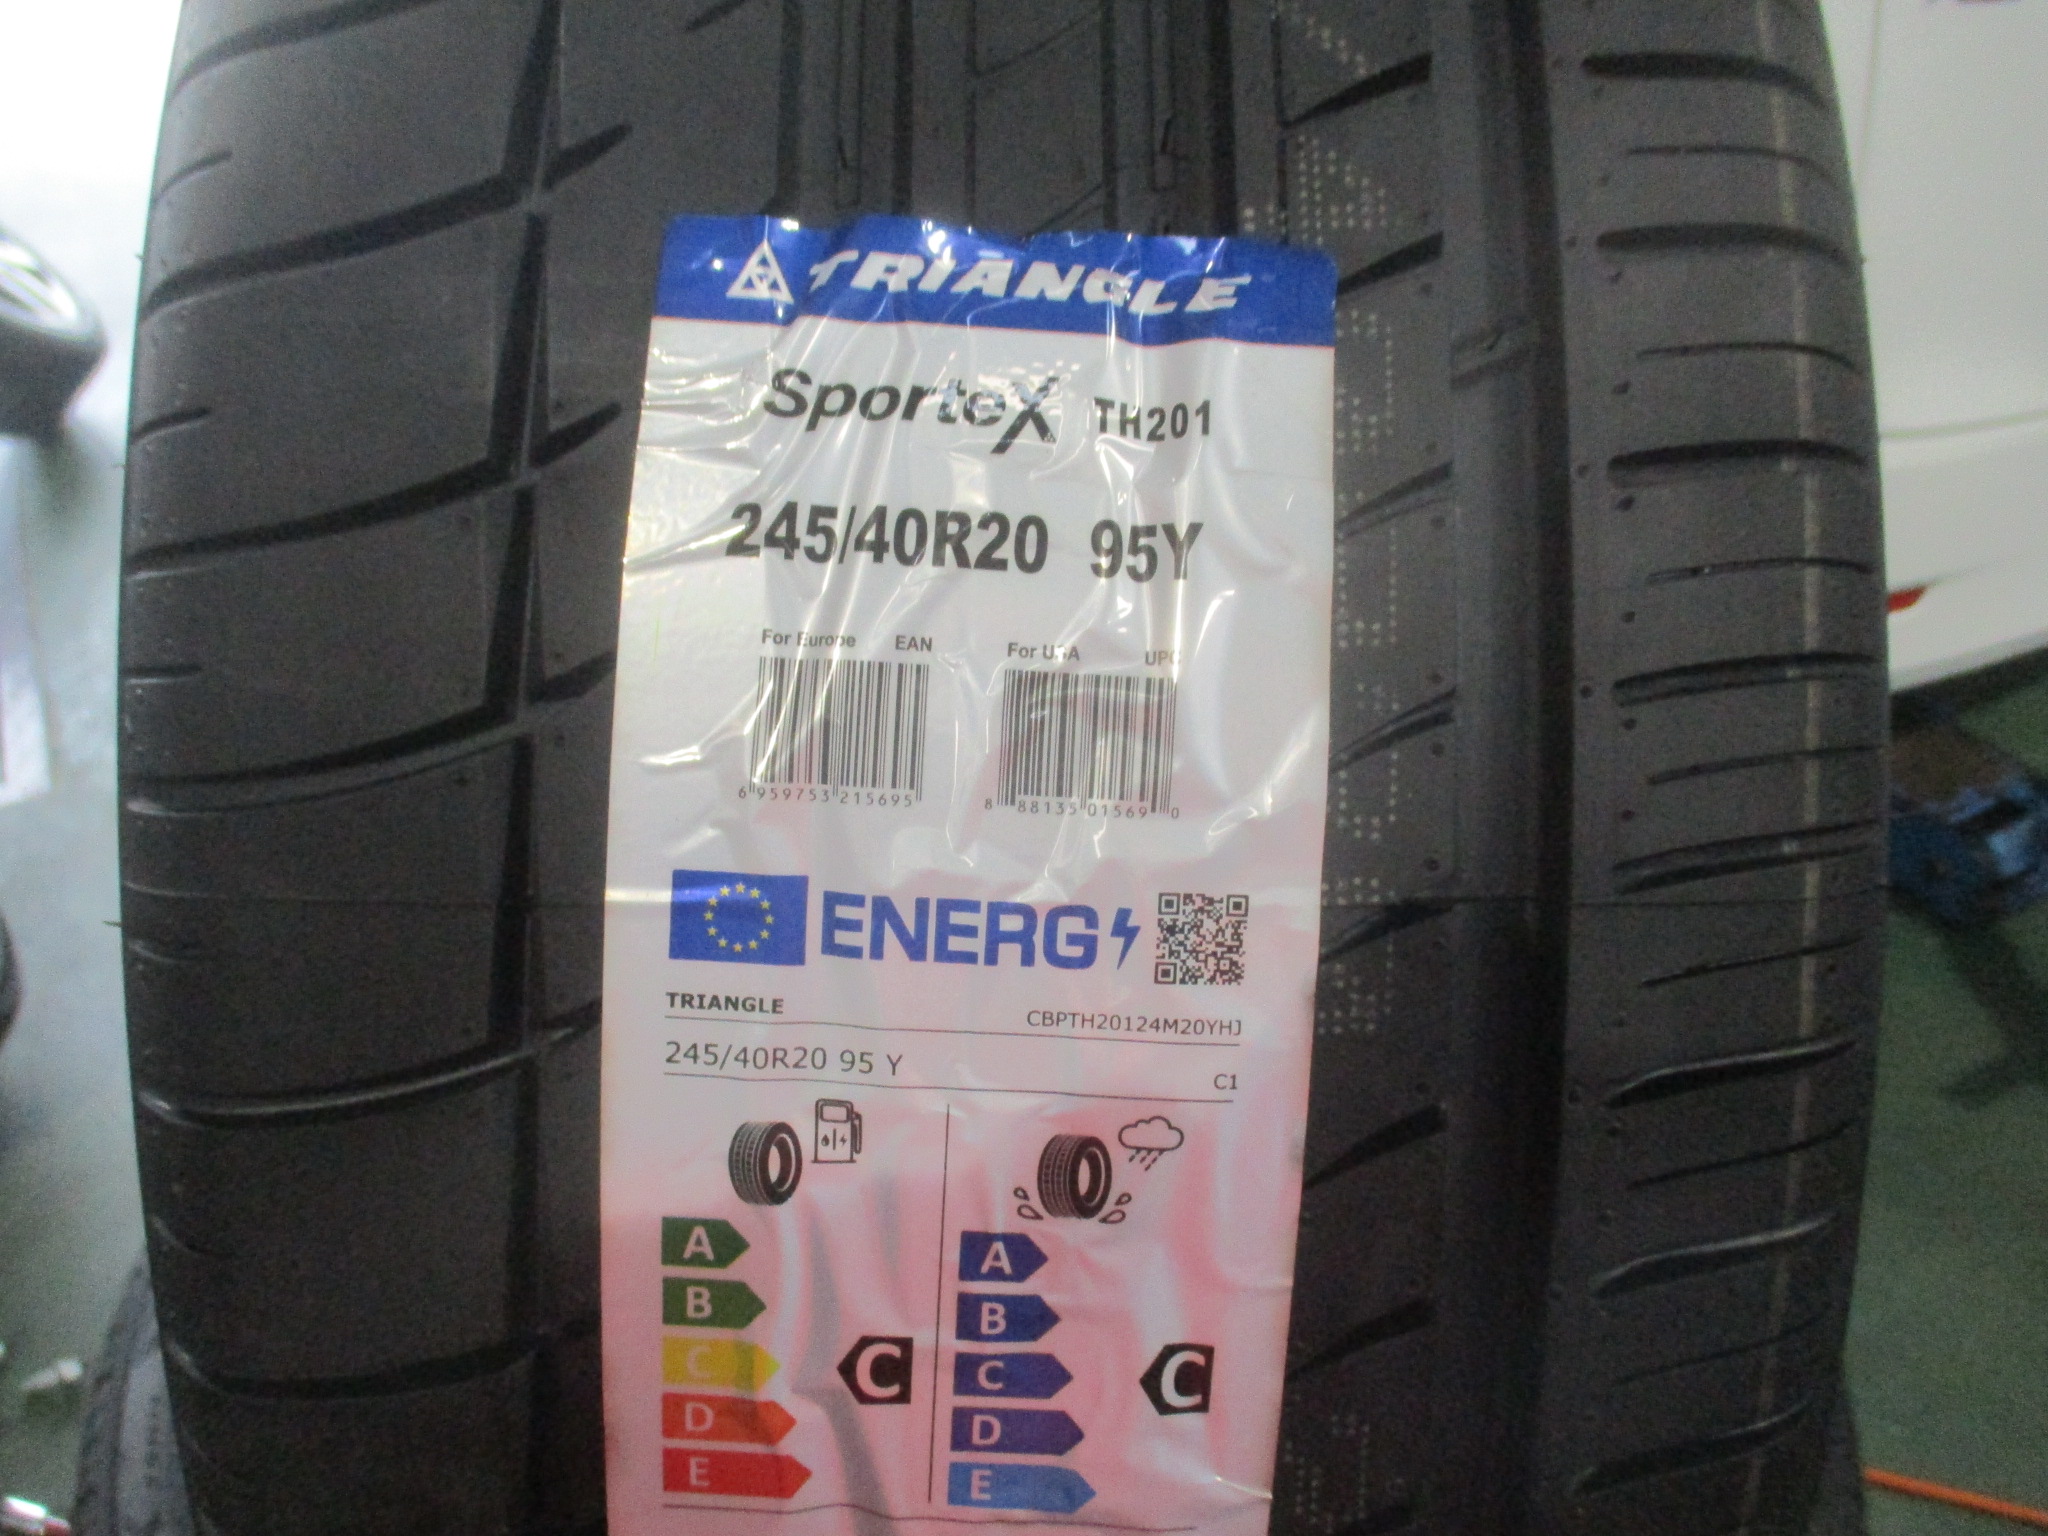 TRIANGLE
SporteX TH201
245/40R20 95Y
For Europe EAN For USA UPC
6 959753 215695 8 88135 01569 0
ENERG
TRIANGLE CBPTH20124M20YHJ
245/40R20 95 Y C1
A A
B B
C C C C
D D
E E